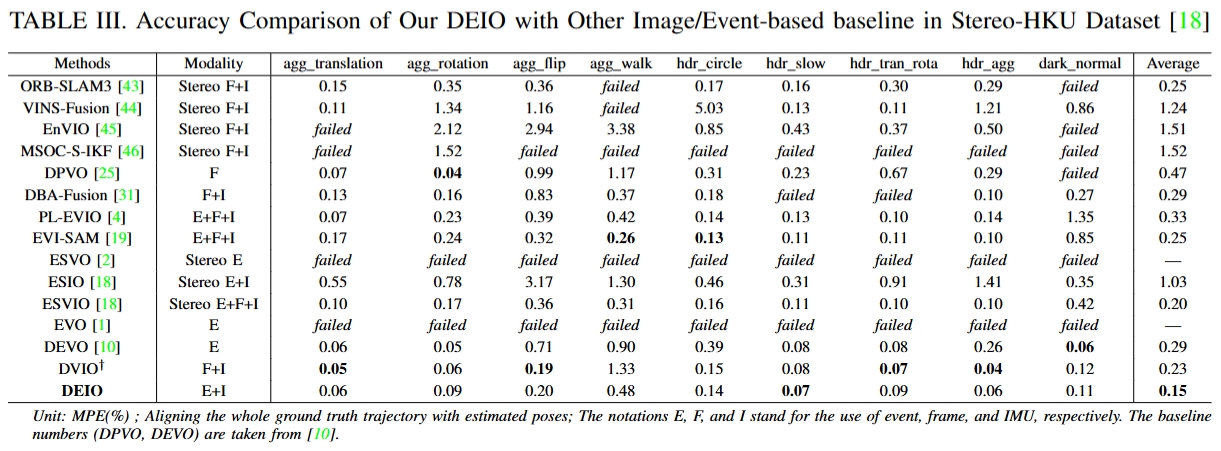 TABLE III. Accuracy Comparison of Our DEIO with Other Image/Event-based baseline in Stereo-HKU Dataset [18]
Methods Modality agg_translation agg_rotation agg_flip agg_walk hdr_circle hdr_slow hdr_tran_rota hdr_agg dark_normal Average
ORB-SLAM3 [43] Stereo F+I 0.15 0.35 0.36 failed 0.17 0.16 0.30 0.29 failed 0.25
VINS-Fusion [44] Stereo F+I 0.11 1.34 1.16 failed 5.03 0.13 0.11 1.21 0.86 1.24
EnVIO [45] Stereo F+I failed 2.12 2.94 3.38 0.85 0.43 0.37 0.50 failed 1.51
MSOC-S-IKF [46] Stereo F+I failed 1.52 failed failed failed failed failed failed failed 1.52
DPVO [25] F 0.07 0.04 0.99 1.17 0.31 0.23 0.67 0.29 failed 0.47
DBA-Fusion [31] F+I 0.13 0.16 0.83 0.37 0.18 failed failed 0.10 0.27 0.29
PL-EVIO [4] E+F+I 0.07 0.23 0.39 0.42 0.14 0.13 0.10 0.14 1.35 0.33
EVI-SAM [19] E+F+I 0.17 0.24 0.32 0.26 0.13 0.11 0.11 0.10 0.85 0.25
ESVO [2] Stereo E failed failed failed failed failed failed failed failed failed —
ESIO [18] Stereo E+I 0.55 0.78 3.17 1.30 0.46 0.31 0.91 1.41 0.35 1.03
ESVIO [18] Stereo E+F+I 0.10 0.17 0.36 0.31 0.16 0.11 0.10 0.10 0.42 0.20
EVO [1] E failed failed failed failed failed failed failed failed failed —
DEVO [10] E 0.06 0.05 0.71 0.90 0.39 0.08 0.08 0.26 0.06 0.29
DVIO† F+I 0.05 0.06 0.19 1.33 0.15 0.08 0.07 0.04 0.12 0.23
DEIO E+I 0.06 0.09 0.20 0.48 0.14 0.07 0.09 0.06 0.11 0.15
Unit: MPE(%) ; Aligning the whole ground truth trajectory with estimated poses; The notations E, F, and I stand for the use of event, frame, and IMU, respectively. The baseline
numbers (DPVO, DEVO) are taken from [10].